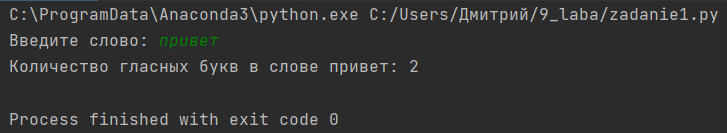 C:\ProgramData\Anaconda3\python.exe C:/Users/Дмитрий/9_laba/zadanie1.py
Введите слово: привет
Количество гласных букв в слове привет: 2
Process finished with exit code 0